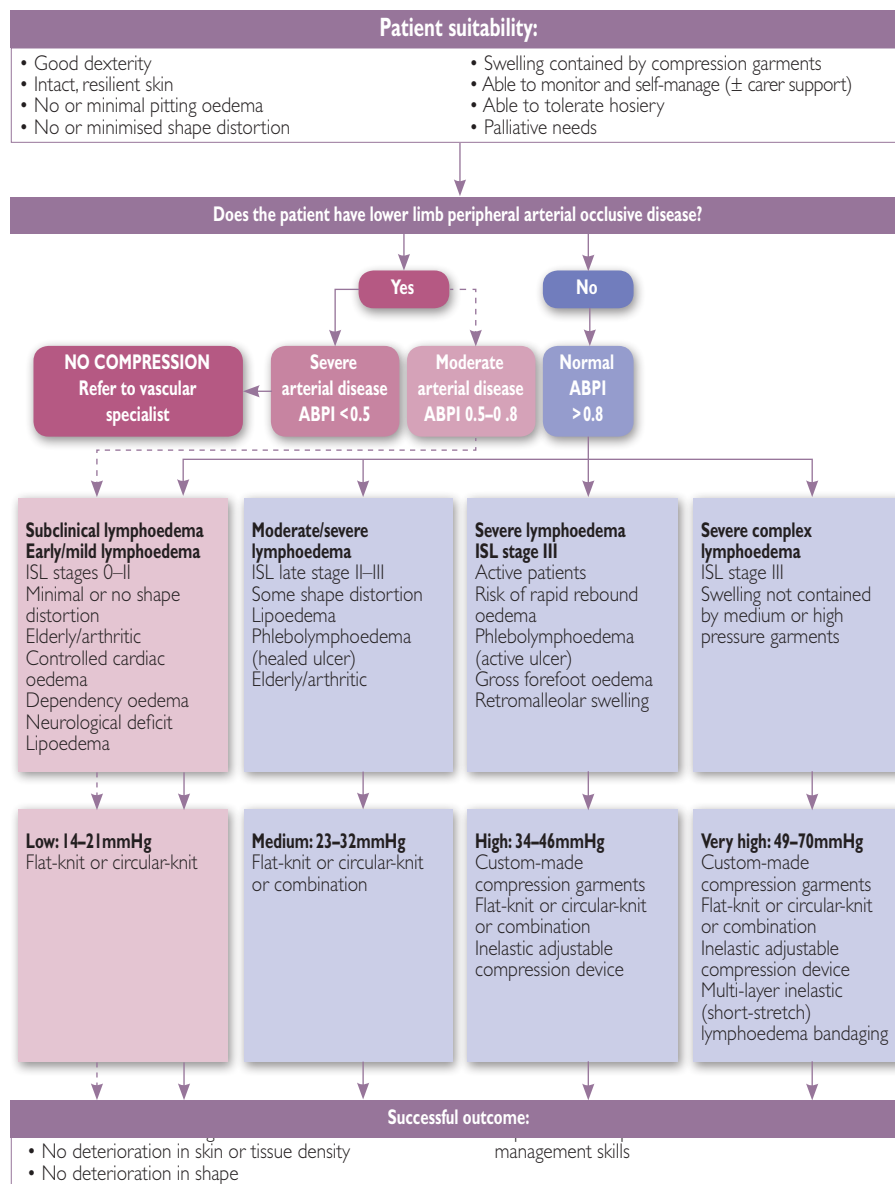 Patient suitability:
• Good dexterity
• Intact, resilient skin
• No or minimal pitting oedema
• No or minimised shape distortion
• Swelling contained by compression garments
• Able to monitor and self-manage (± carer support)
• Able to tolerate hosiery
• Palliative needs
Does the patient have lower limb peripheral arterial occlusive disease?
Yes
No
NO COMPRESSION
Refer to vascular
specialist
Severe
arterial disease
ABPI <0.5
Moderate
arterial disease
ABPI 0.5–0 .8
Normal
ABPI
>0.8
Subclinical lymphoedema
Early/mild lymphoedema
ISL stages 0–II
Minimal or no shape
distortion
Elderly/arthritic
Controlled cardiac
oedema
Dependency oedema
Neurological deficit
Lipoedema
Moderate/severe
lymphoedema
ISL late stage II–III
Some shape distortion
Lipoedema
Phlebolymphoedema
(healed ulcer)
Elderly/arthritic
Severe lymphoedema
ISL stage III
Active patients
Risk of rapid rebound
oedema
Phlebolymphoedema
(active ulcer)
Gross forefoot oedema
Retromalleolar swelling
Severe complex
lymphoedema
ISL stage III
Swelling not contained
by medium or high
pressure garments
Low: 14–21mmHg
Flat-knit or circular-knit
Medium: 23–32mmHg
Flat-knit or circular-knit
or combination
High: 34–46mmHg
Custom-made
compression garments
Flat-knit or circular-knit
or combination
Inelastic adjustable
compression device
Very high: 49–70mmHg
Custom-made
compression garments
Flat-knit or circular-knit
or combination
Inelastic adjustable
compression device
Multi-layer inelastic
(short-stretch)
lymphoedema bandaging
Successful outcome:
• No deterioration in skin or tissue density
• No deterioration in shape
management skills